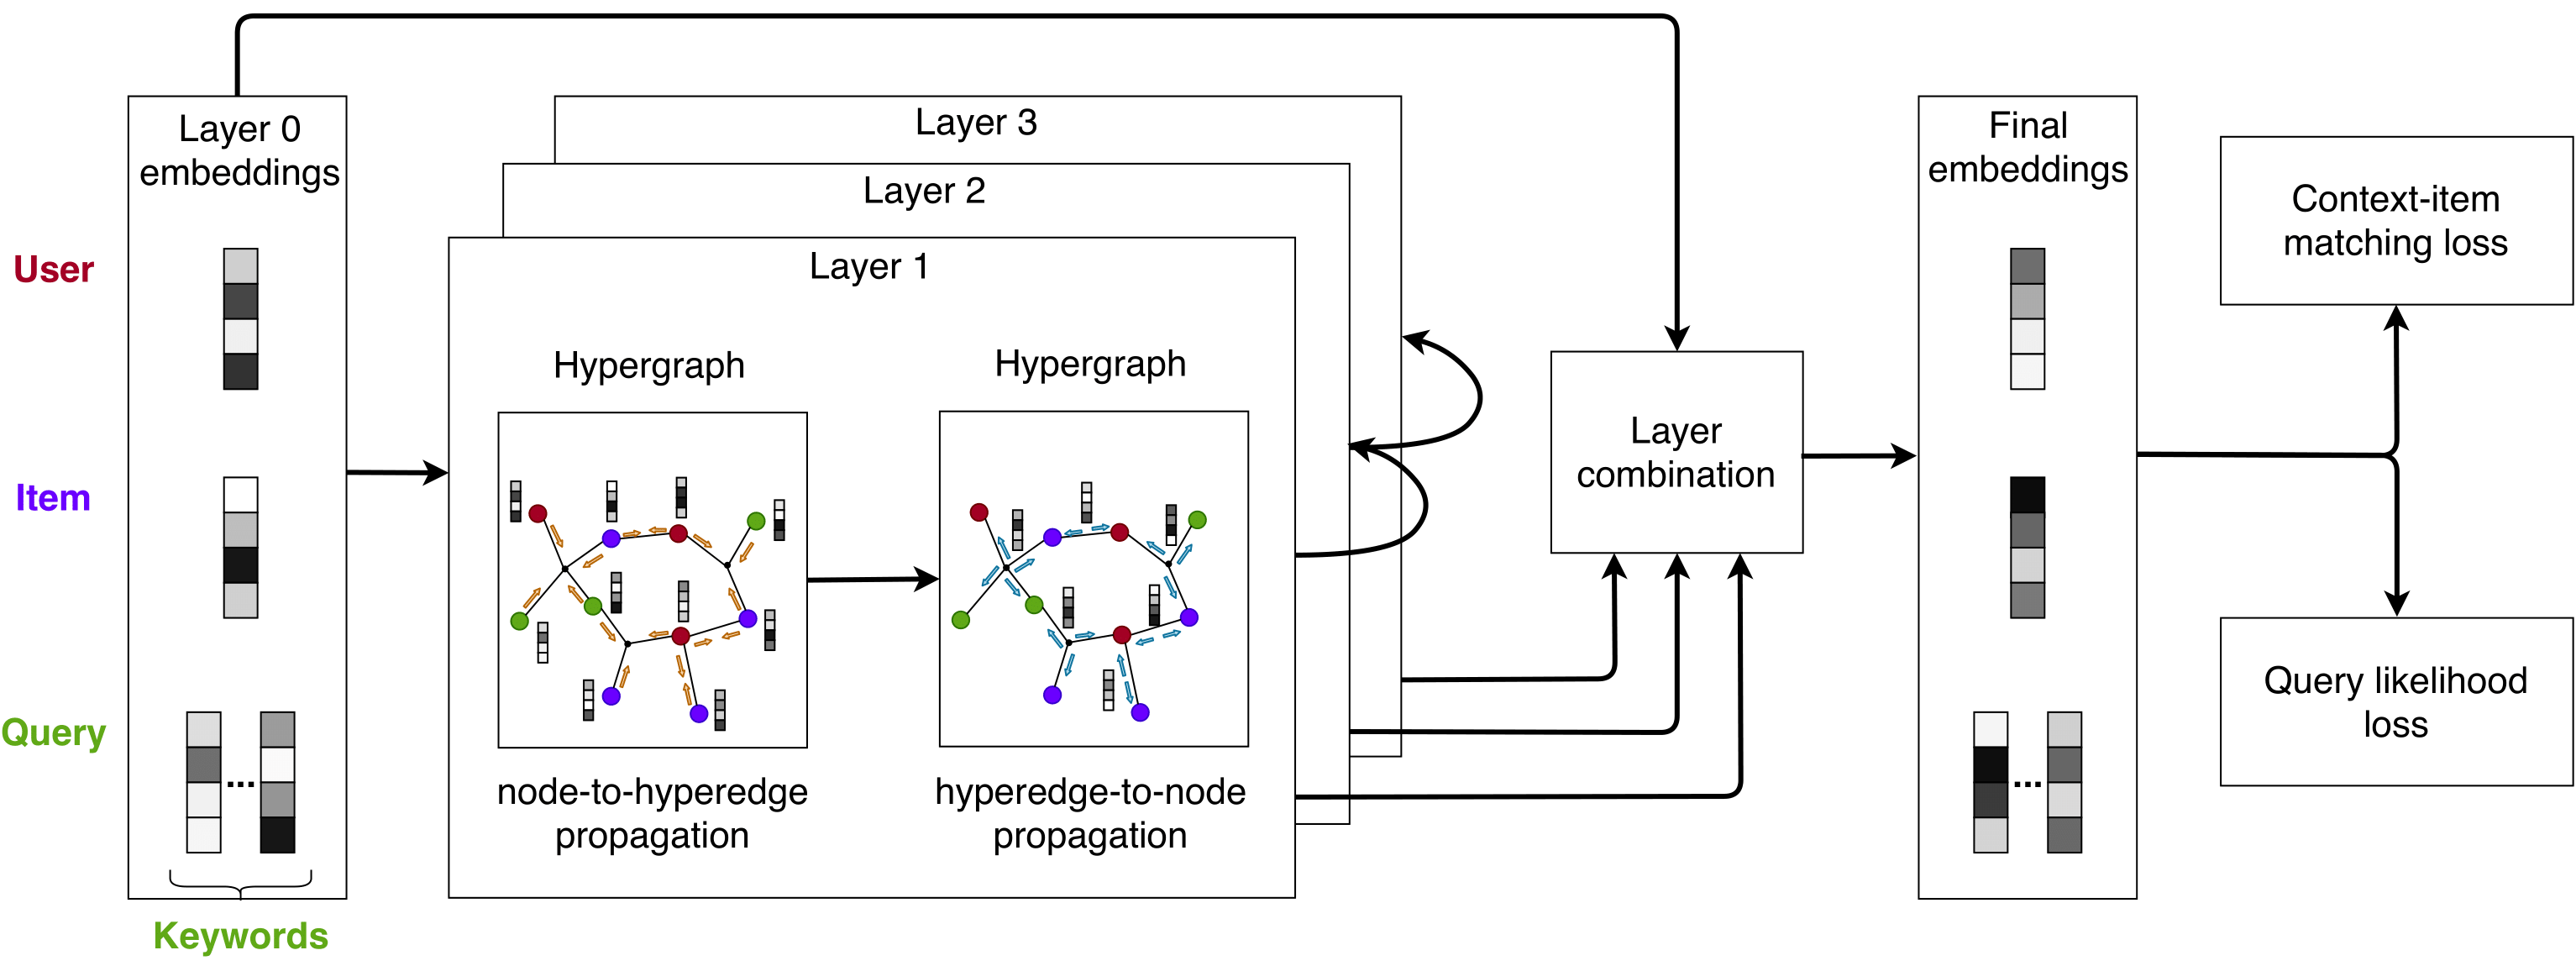 Layer 0
embeddings
User
Item
Query
...
Keywords
Layer 3
Layer 2
Layer 1
Hypergraph
node-to-hyperedge
propagation
Hypergraph
hyperedge-to-node
propagation
Layer
combination
Final
embeddings
...
Context-item
matching loss
Query likelihood
loss